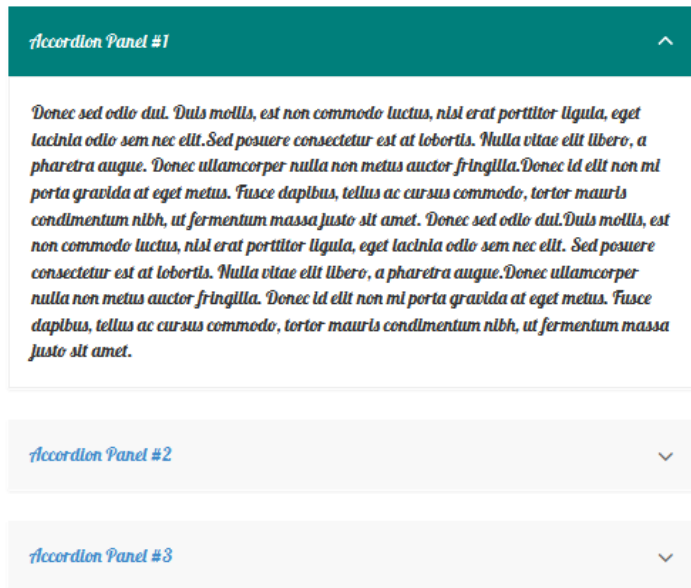 Accordion Panel #1
Donec sed odio dui. Duis mollis, est non commodo luctus, nisi erat porttitor ligula, eget
lacinia odio sem nec elit.Sed posuere consectetur est at lobortis. Nulla vitae elit libero, a
pharetra augue. Donec ullamcorper nulla non metus auctor fringilla.Donec id elit non mi
porta gravida at eget metus. Fusce dapibus, tellus ac cursus commodo, tortor mauris
condimentum nibh, ut fermentum massa justo sit amet. Donec sed odio dui.Duis mollis, est
non commodo luctus, nisi erat porttitor ligula, eget lacinia odio sem nec elit. Sed posuere
consectetur est at lobortis. Nulla vitae elit libero, a pharetra augue.Donec ullamcorper
nulla non metus auctor fringilla. Donec id elit non mi porta gravida at eget metus. Fusce
dapibus, tellus ac cursus commodo, tortor mauris condimentum nibh, ut fermentum massa
justo sit amet.
Accordion Panel #2
Accordion Panel #3